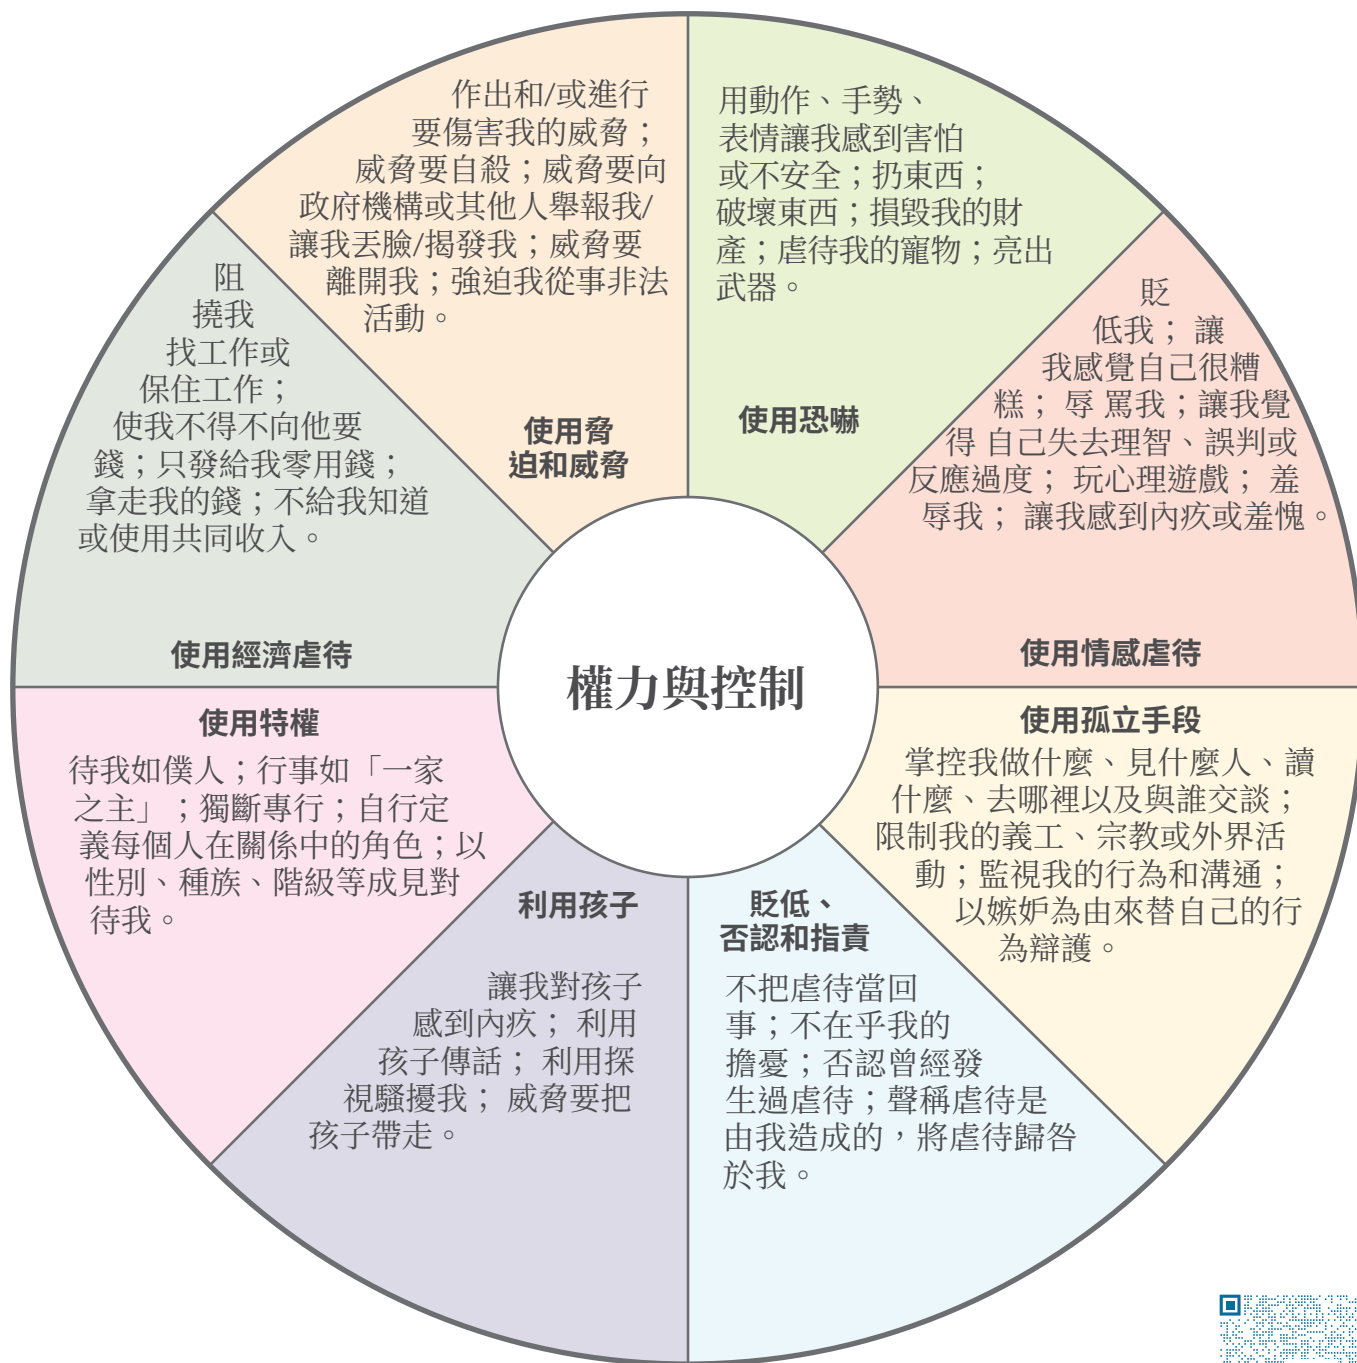 作出和/或進行
要傷害我的威脅；
威脅要自殺；威脅要向
政府機構或其他人舉報我/
讓我丟臉/揭發我；威脅要
離開我；強迫我從事非法
活動。
使用脅
迫和威脅
用動作、手勢、
表情讓我感到害怕
或不安全；扔東西；
破壞東西；損毀我的財
產；虐待我的寵物；亮出
武器。
使用恐嚇
貶
低我； 讓
我感覺自己很糟
糕； 辱 罵我；讓我覺
得 自己失去理智、誤判或
反應過度； 玩心理遊戲； 羞
辱我； 讓我感到內疚或羞愧。
使用情感虐待
使用孤立手段
掌控我做什麼、見什麼人、讀
什麼、去哪裡以及與誰交談；
限制我的義工、宗教或外界活
動；監視我的行為和溝通；
以嫉妒為由來替自己的行
為辯護。
貶低、
否認和指責
不把虐待當回
事；不在乎我的
擔憂；否認曾經發
生過虐待；聲稱虐待是
由我造成的，將虐待歸咎
於我。
利用孩子
讓我對孩子
感到內疚； 利用
孩子傳話； 利用探
視騷擾我； 威脅要把
孩子帶走。
使用特權
待我如僕人；行事如「一家
之主」；獨斷專行；自行定
義每個人在關係中的角色；以
性別、種族、階級等成見對
待我。
阻
撓我
找工作或
保住工作；
使我不得不向他要
錢；只發給我零用錢；
拿走我的錢；不給我知道
或使用共同收入。
使用經濟虐待
權力與控制